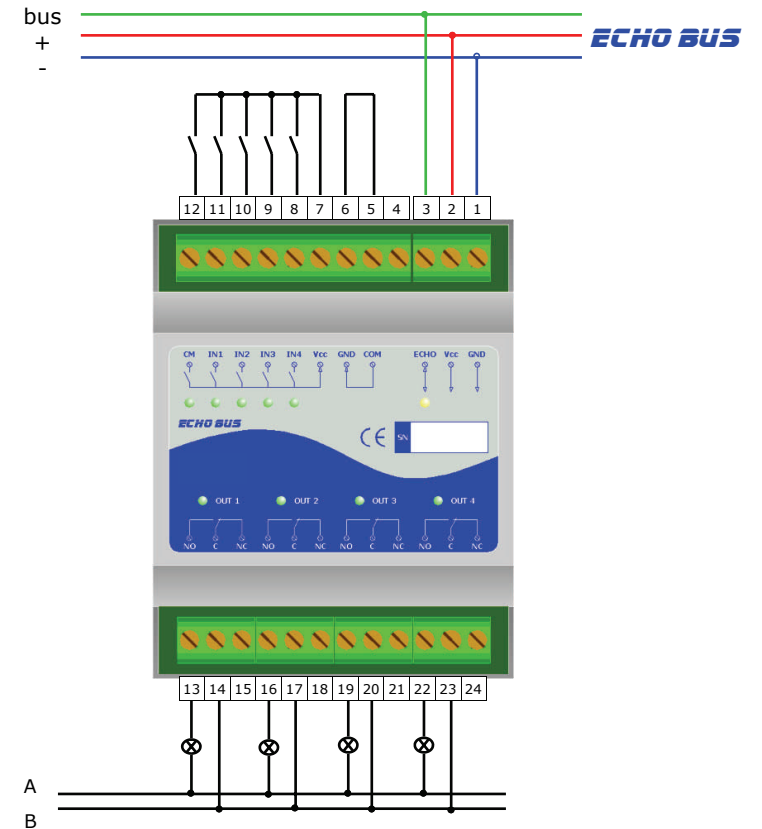 bus
+
-
ECHO BUS
12 11 10 9 8 7 6 5 4 3 2 1
CM IN1 IN2 IN3 IN4 Vcc GND COM ECHO Vcc GND
ECHO BUS
CE SN
OUT 1 OUT 2 OUT 3 OUT 4
NO C NC NO C NC NO C NC NO C NC
13 14 15 16 17 18 19 20 21 22 23 24
A
B